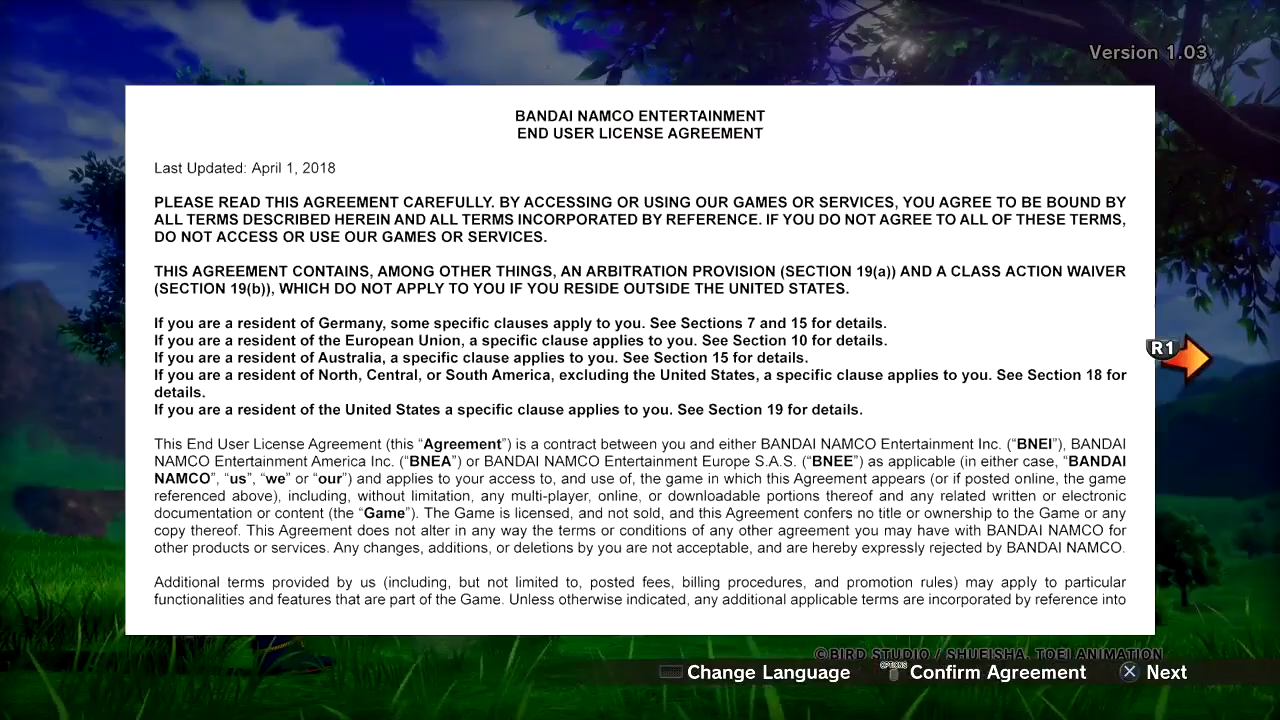 Version 1.03
BANDAI NAMCO ENTERTAINMENT
END USER LICENSE AGREEMENT
Last Updated: April 1, 2018
PLEASE READ THIS AGREEMENT CAREFULLY. BY ACCESSING OR USING OUR GAMES OR SERVICES, YOU AGREE TO BE BOUND BY
ALL TERMS DESCRIBED HEREIN AND ALL TERMS INCORPORATED BY REFERENCE. IF YOU DO NOT AGREE TO ALL OF THESE TERMS,
DO NOT ACCESS OR USE OUR GAMES OR SERVICES.
THIS AGREEMENT CONTAINS, AMONG OTHER THINGS, AN ARBITRATION PROVISION (SECTION 19(a)) AND A CLASS ACTION WAIVER
(SECTION 19(b)), WHICH DO NOT APPLY TO YOU IF YOU RESIDE OUTSIDE THE UNITED STATES.
If you are a resident of Germany, some specific clauses apply to you. See Sections 7 and 15 for details.
If you are a resident of the European Union, a specific clause applies to you. See Section 10 for details.
If you are a resident of Australia, a specific clause applies to you. See Section 15 for details.
If you are a resident of North, Central, or South America, excluding the United States, a specific clause applies to you. See Section 18 for
details.
If you are a resident of the United States a specific clause applies to you. See Section 19 for details.
This End User License Agreement (this “Agreement”) is a contract between you and either BANDAI NAMCO Entertainment Inc. (“BNEI”), BANDAI
NAMCO Entertainment America Inc. (“BNEA”) or BANDAI NAMCO Entertainment Europe S.A.S. (“BNEE”) as applicable (in either case, “BANDAI
NAMCO”, “us”, “we” or “our”) and applies to your access to, and use of, the game in which this Agreement appears (or if posted online, the game
referenced above), including, without limitation, any multi-player, online, or downloadable portions thereof and any related written or electronic
documentation or content (the “Game”). The Game is licensed, and not sold, and this Agreement confers no title or ownership to the Game or any
copy thereof. This Agreement does not alter in any way the terms or conditions of any other agreement you may have with BANDAI NAMCO for
other products or services. Any changes, additions, or deletions by you are not acceptable, and are hereby expressly rejected by BANDAI NAMCO.
Additional terms provided by us (including, but not limited to, posted fees, billing procedures, and promotion rules) may apply to particular
functionalities and features that are part of the Game. Unless otherwise indicated, any additional applicable terms are incorporated by reference into
R1
©BIRD STUDIO / SHUEISHA, TOEI ANIMATION
Change Language OPTIONS Confirm Agreement Next